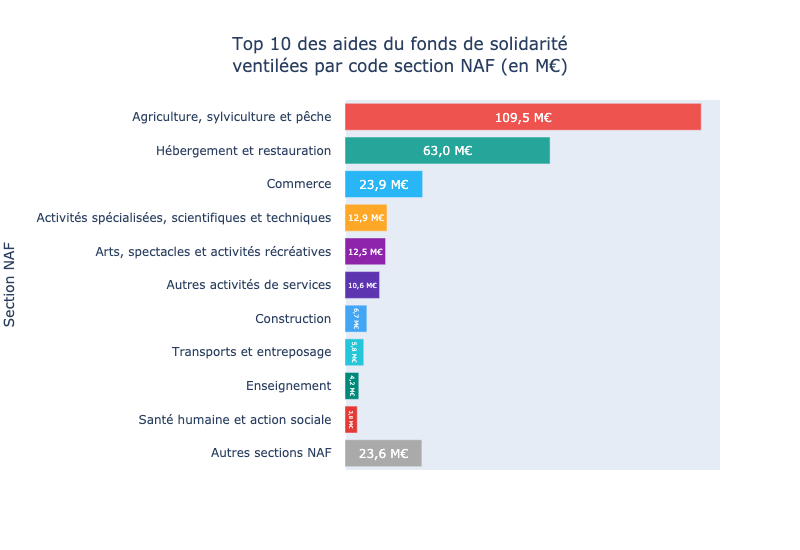 Top 10 des aides du fonds de solidarité
ventilées par code section NAF (en M€)
Section NAF
Agriculture, sylviculture et pêche
109,5 M€
Hébergement et restauration
63,0 M€
Commerce
23,9 M€
Activités spécialisées, scientifiques et techniques
12,9 M€
Arts, spectacles et activités récréatives
12,5 M€
Autres activités de services
10,6 M€
Construction
6,7 M€
Transports et entreposage
5,8 M€
Enseignement
4,2 M€
Santé humaine et action sociale
3,8 M€
Autres sections NAF
23,6 M€